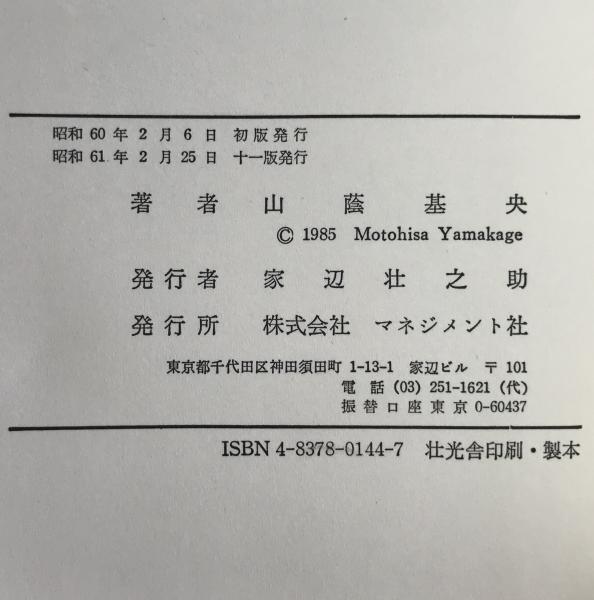 昭和 60 年 2 月 6 日 初版発行
昭和 61 年 2 月 25 日 十一版発行
著者 山蔭基央
© 1985 Motohisa Yamakage
発行者 家辺壮之助
発行所 株式会社 マネジメント社
東京都千代田区神田須田町 1-13-1 家辺ビル 〒 101
電話 (03) 251-1621 (代)
振替口座東京 0-60437
ISBN 4-8378-0144-7 壮光舎印刷・製本